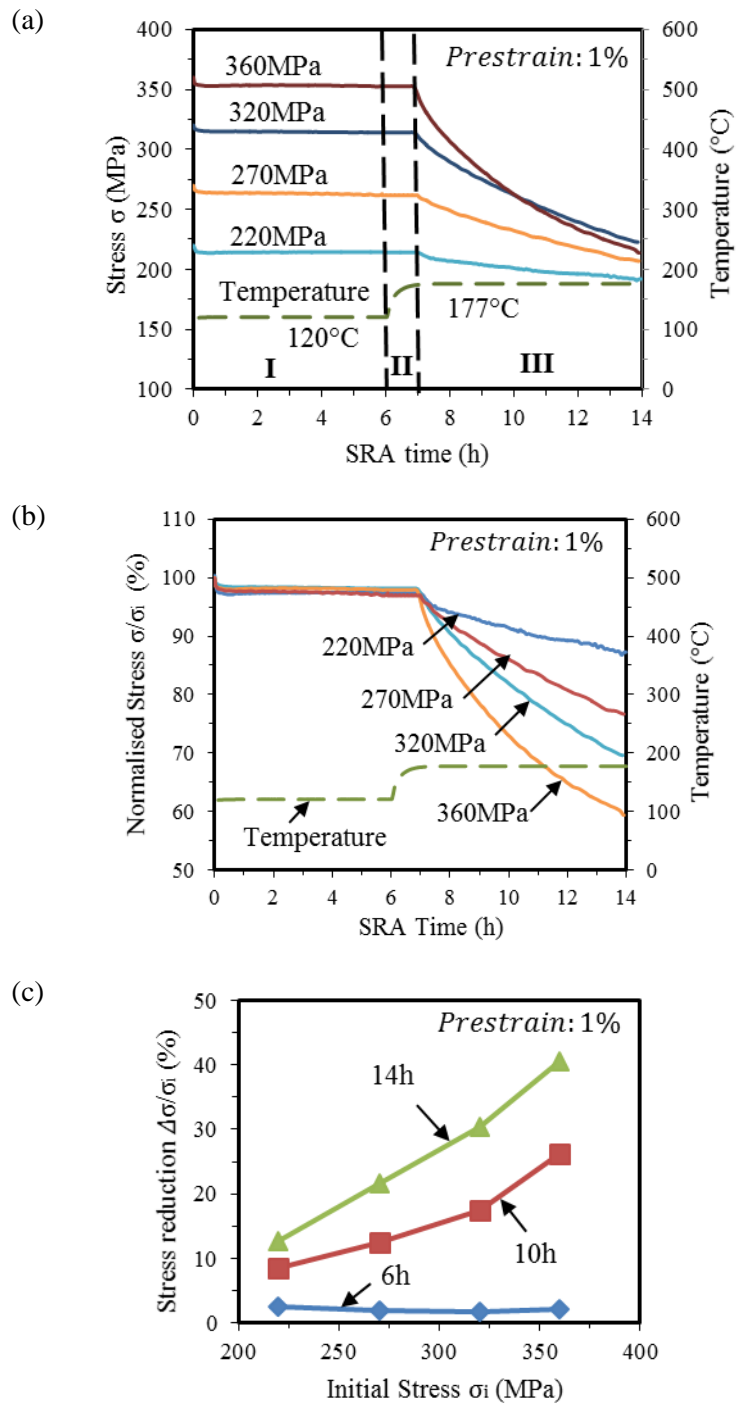 (a)
400
350
300
250
200
150
100
Stress σ (MPa)
600
500
400
300
200
100
0
Temperature (°C)
Prestrain: 1%
360MPa
320MPa
270MPa
220MPa
Temperature
120°C
177°C
I
II
III
0 2 4 6 8 10 12 14
SRA time (h)
(b)
110
100
90
80
70
60
50
Normalised Stress σ/σi (%)
600
500
400
300
200
100
0
Temperature (°C)
Prestrain: 1%
220MPa
270MPa
320MPa
360MPa
Temperature
0 2 4 6 8 10 12 14
SRA Time (h)
(c)
50
40
30
20
10
0
Stress reduction Δσ/σi (%)
Prestrain: 1%
14h
10h
6h
200 250 300 350 400
Initial Stress σi (MPa)